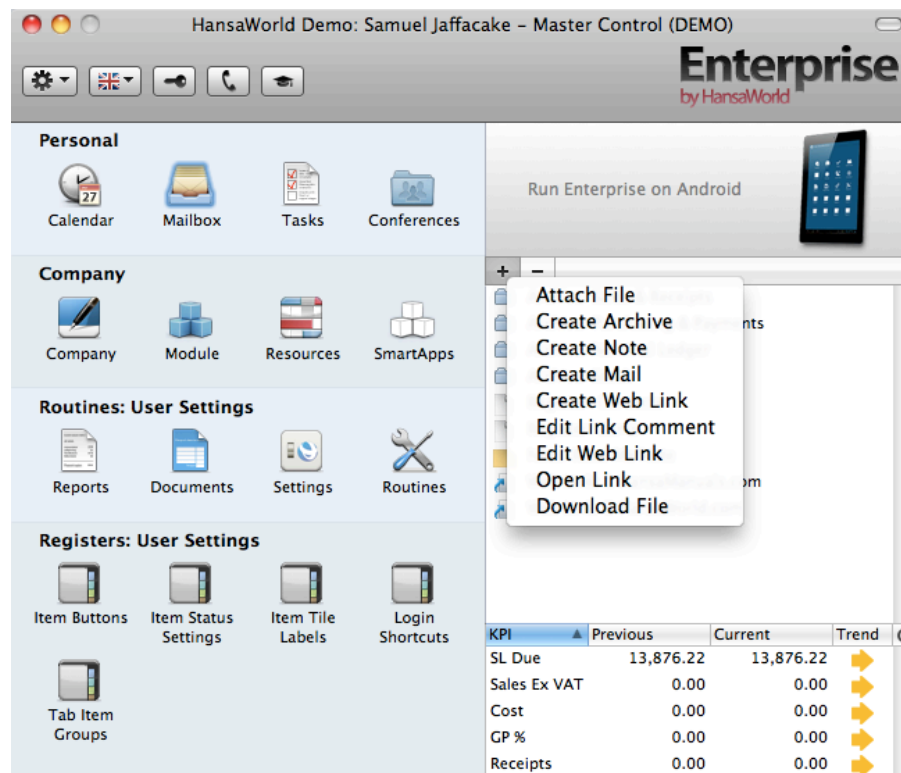 HansaWorld Demo: Samuel Jaffacake – Master Control (DEMO)
Enterprise
by HansaWorld
Personal
27
Calendar
Mailbox
Tasks
Conferences
Run Enterprise on Android
Company
Company
Module
Resources
SmartApps
+ −
Attach File
Create Archive
Create Note
Create Mail
Create Web Link
Edit Link Comment
Edit Web Link
Open Link
Download File
Routines: User Settings
Reports
Documents
Settings
Routines
Registers: User Settings
Item Buttons
Item Status
Settings
Item Tile
Labels
Login
Shortcuts
Tab Item
Groups
KPI Previous Current Trend
SL Due 13,876.22 13,876.22
Sales Ex VAT 0.00 0.00
Cost 0.00 0.00
GP % 0.00 0.00
Receipts 0.00 0.00